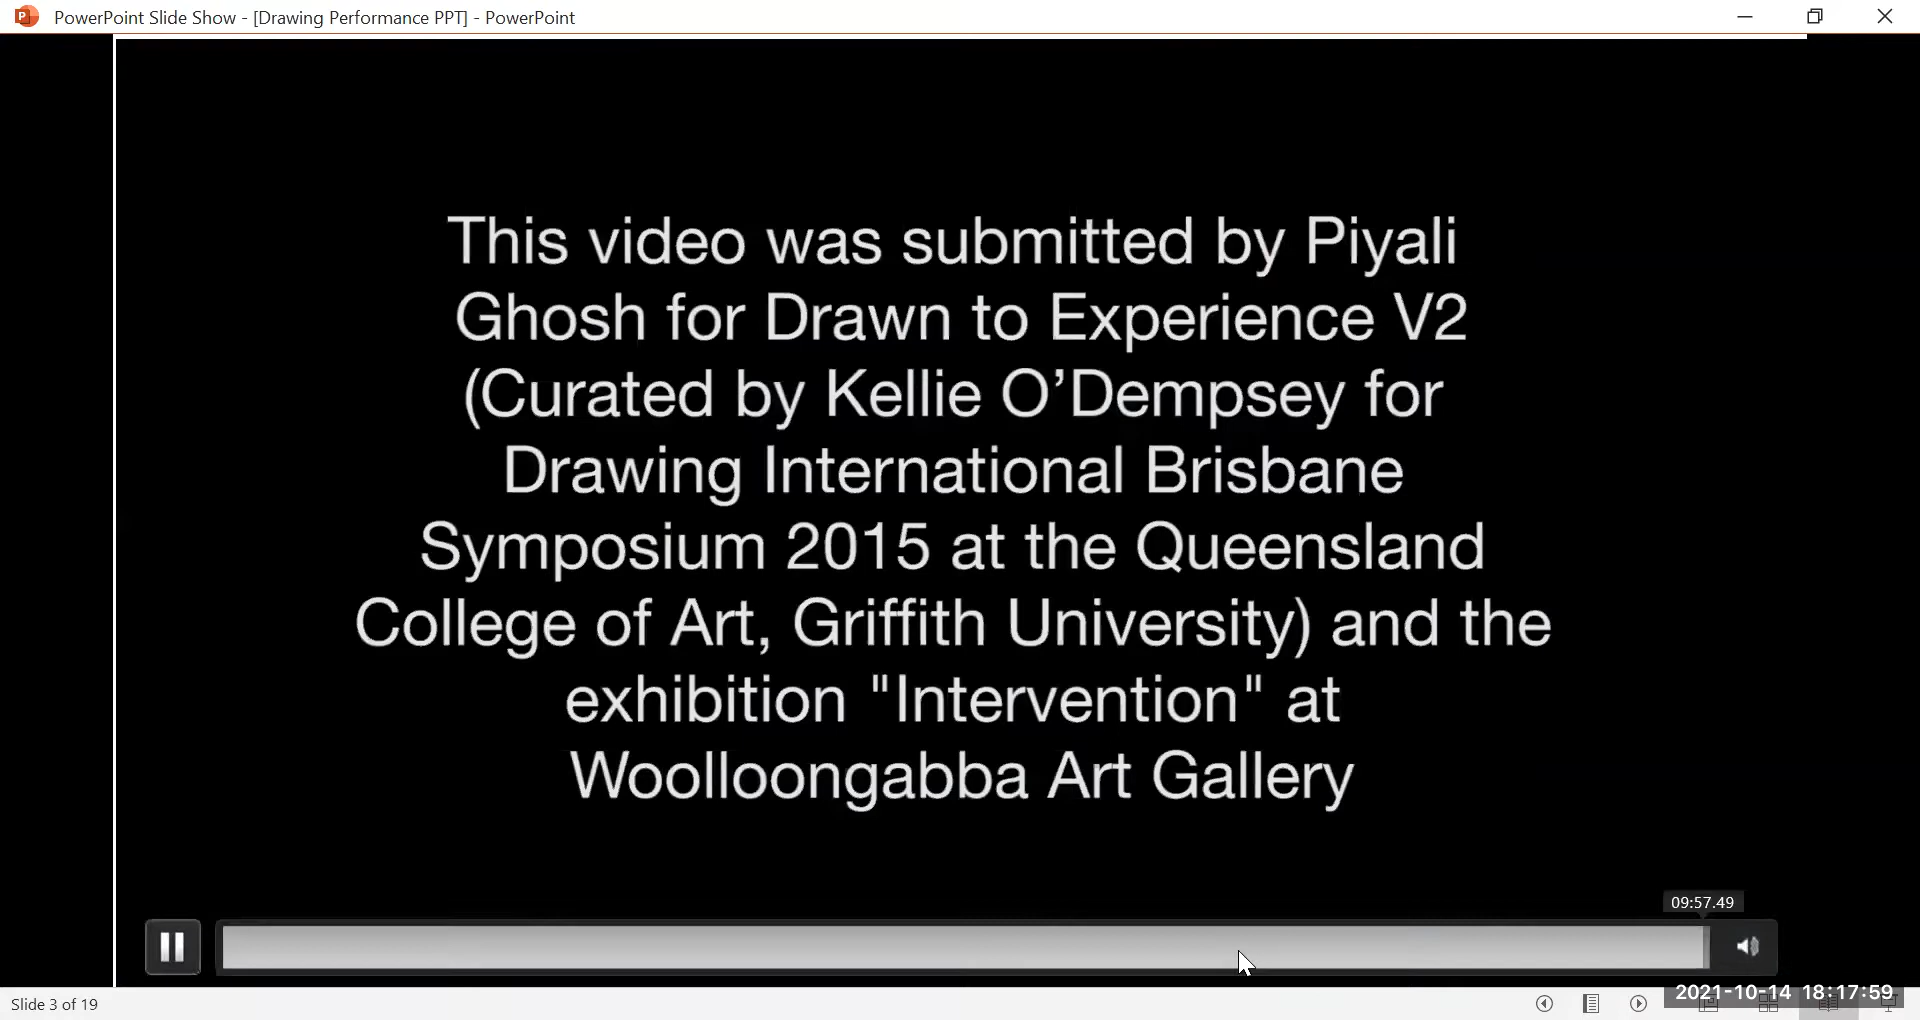 PowerPoint Slide Show - [Drawing Performance PPT] - PowerPoint
This video was submitted by Piyali
Ghosh for Drawn to Experience V2
(Curated by Kellie O’Dempsey for
Drawing International Brisbane
Symposium 2015 at the Queensland
College of Art, Griffith University) and the
exhibition "Intervention" at
Woolloongabba Art Gallery
09:57.49
Slide 3 of 19
2021-10-14 18:17:59